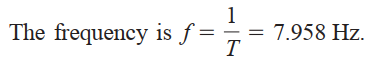 The frequency is f = 1/T = 7.958 Hz.